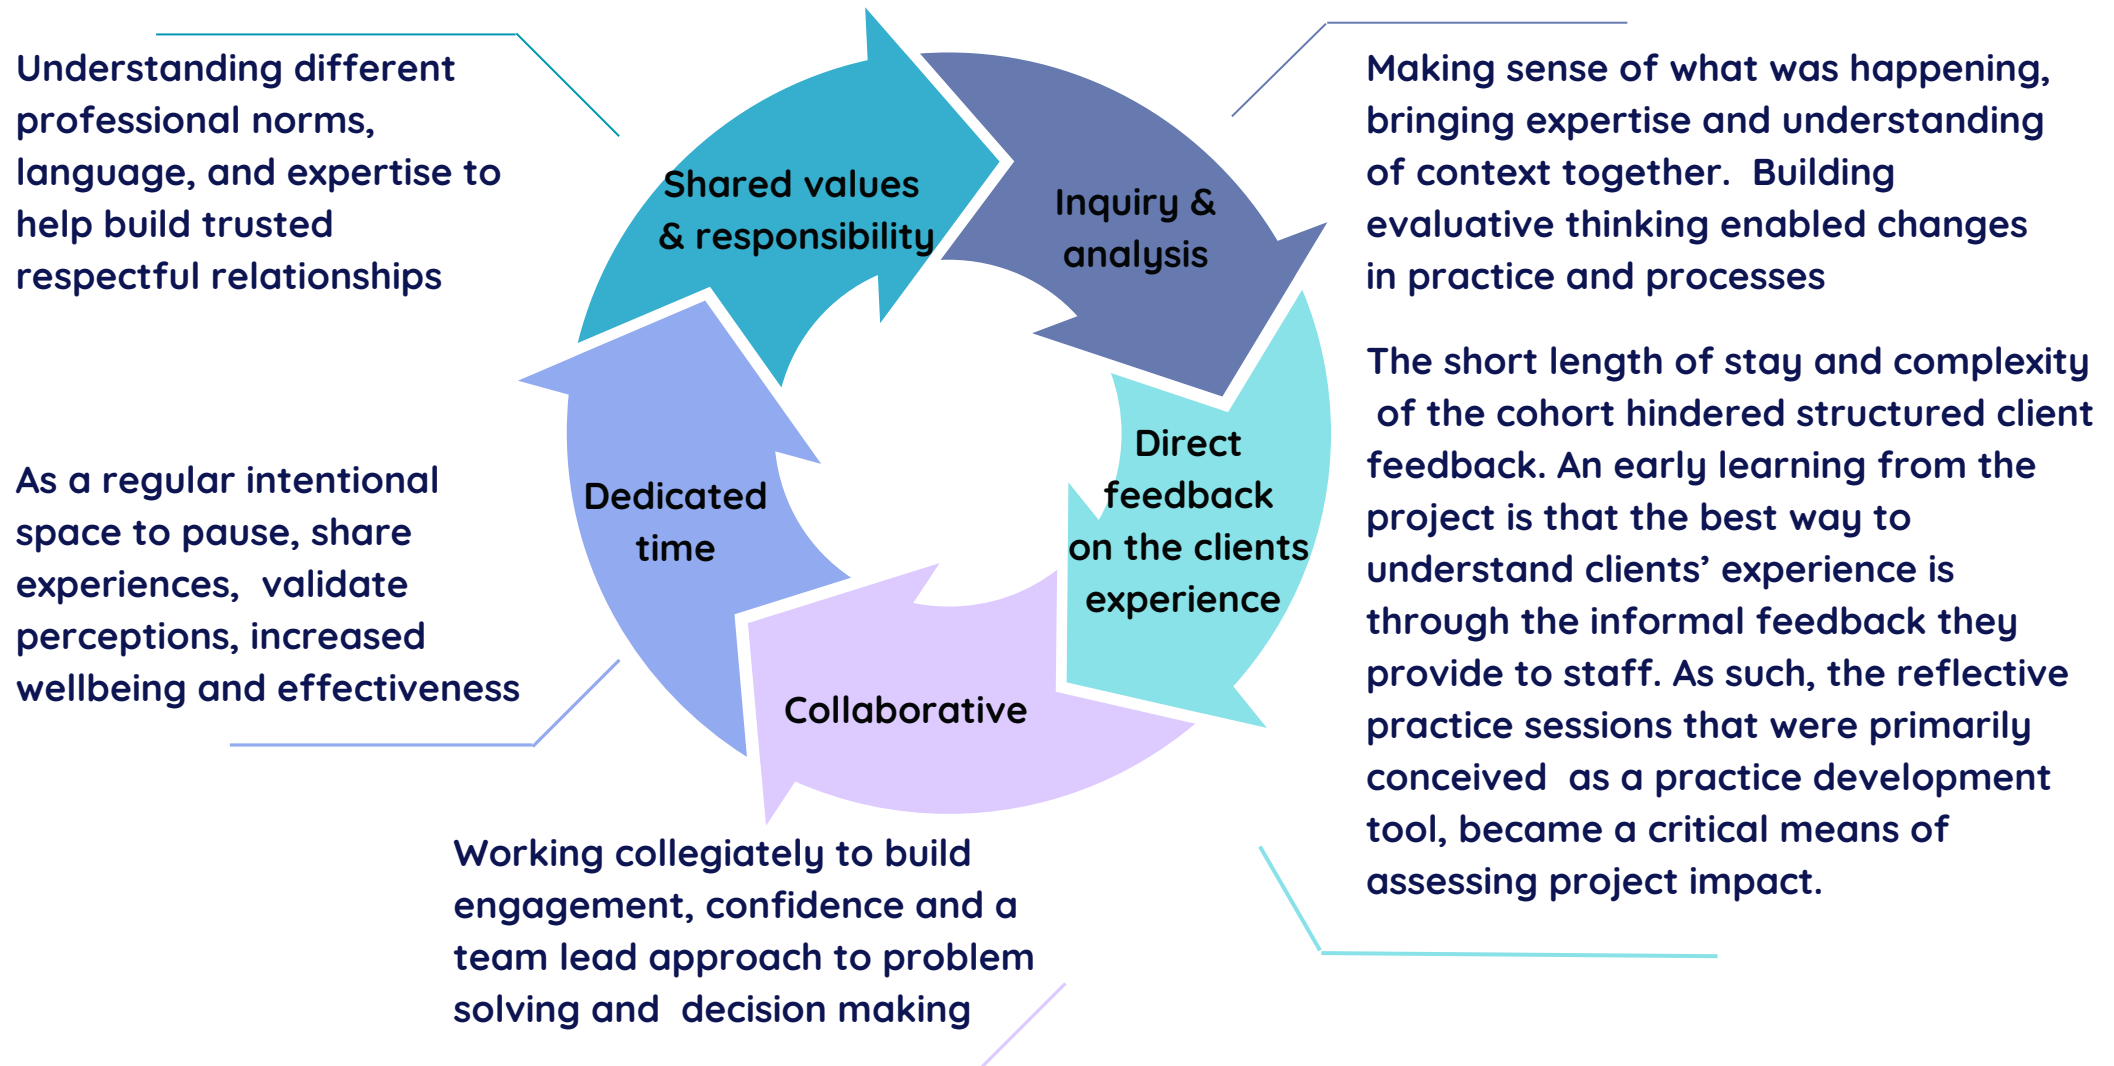 Understanding different
professional norms,
language, and expertise to
help build trusted
respectful relationships
Shared values
& responsibility
Inquiry &
analysis
Making sense of what was happening,
bringing expertise and understanding
of context together.  Building
evaluative thinking enabled changes
in practice and processes
Direct
feedback
on the clients
experience
The short length of stay and complexity
of the cohort hindered structured client
feedback. An early learning from the
project is that the best way to
understand clients’ experience is
through the informal feedback they
provide to staff. As such, the reflective
practice sessions that were primarily
conceived  as a practice development
tool, became a critical means of
assessing project impact.
Collaborative
Working collegiately to build
engagement, confidence and a
team lead approach to problem
solving and  decision making
Dedicated
time
As a regular intentional
space to pause, share
experiences,  validate
perceptions, increased
wellbeing and effectiveness